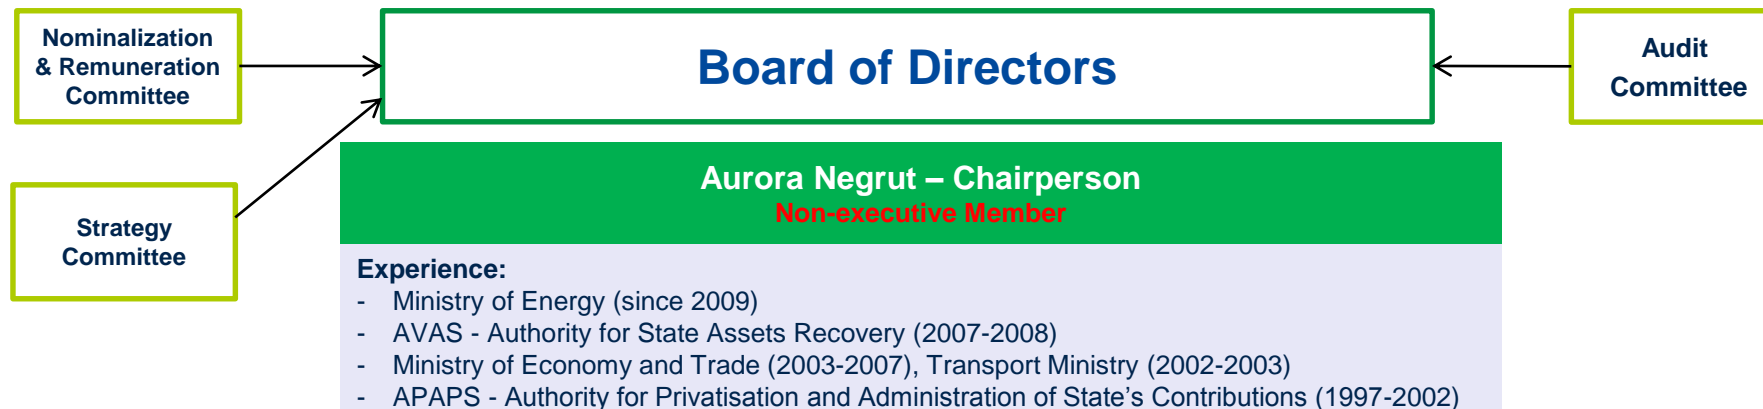 Nominalization
& Remuneration
Committee
Board of Directors
Audit
Committee
Strategy
Committee
Aurora Negrut – Chairperson
Non-executive Member
Experience:
- Ministry of Energy (since 2009)
- AVAS - Authority for State Assets Recovery (2007-2008)
- Ministry of Economy and Trade (2003-2007), Transport Ministry (2002-2003)
- APAPS - Authority for Privatisation and Administration of State’s Contributions (1997-2002)